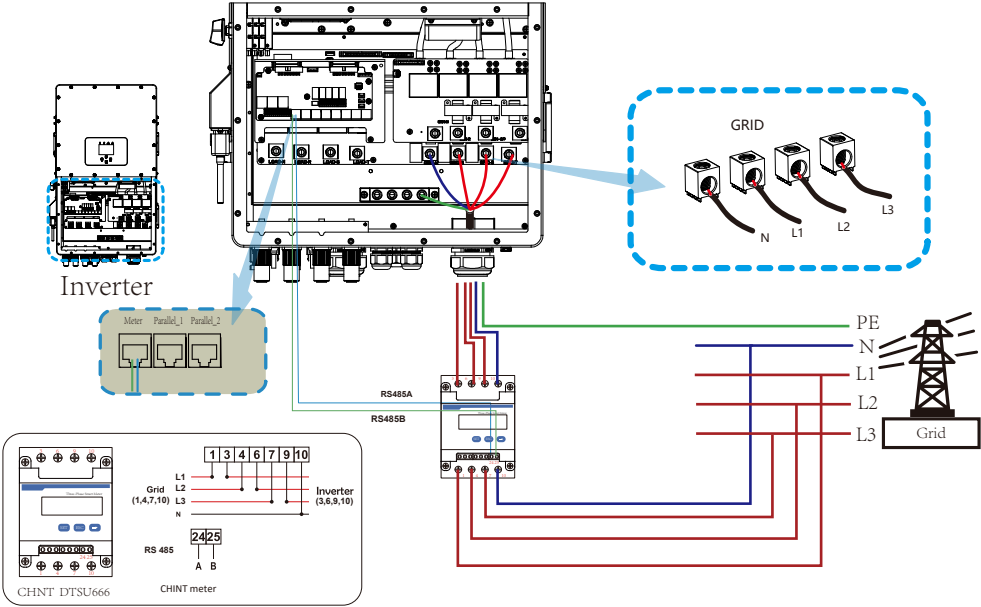 GRID
N
L1
L2
L3
Inverter
Meter
Parallel_1
Parallel_2
PE
N
L1
L2
L3
Grid
RS485A
RS485B
1 3 4 6 7 9 10
L1
L2
L3
N
Grid
(1,4,7,10)
Inverter
(3,6,9,10)
24 25
RS 485
A B
CHINT meter
CHNT DTSU666